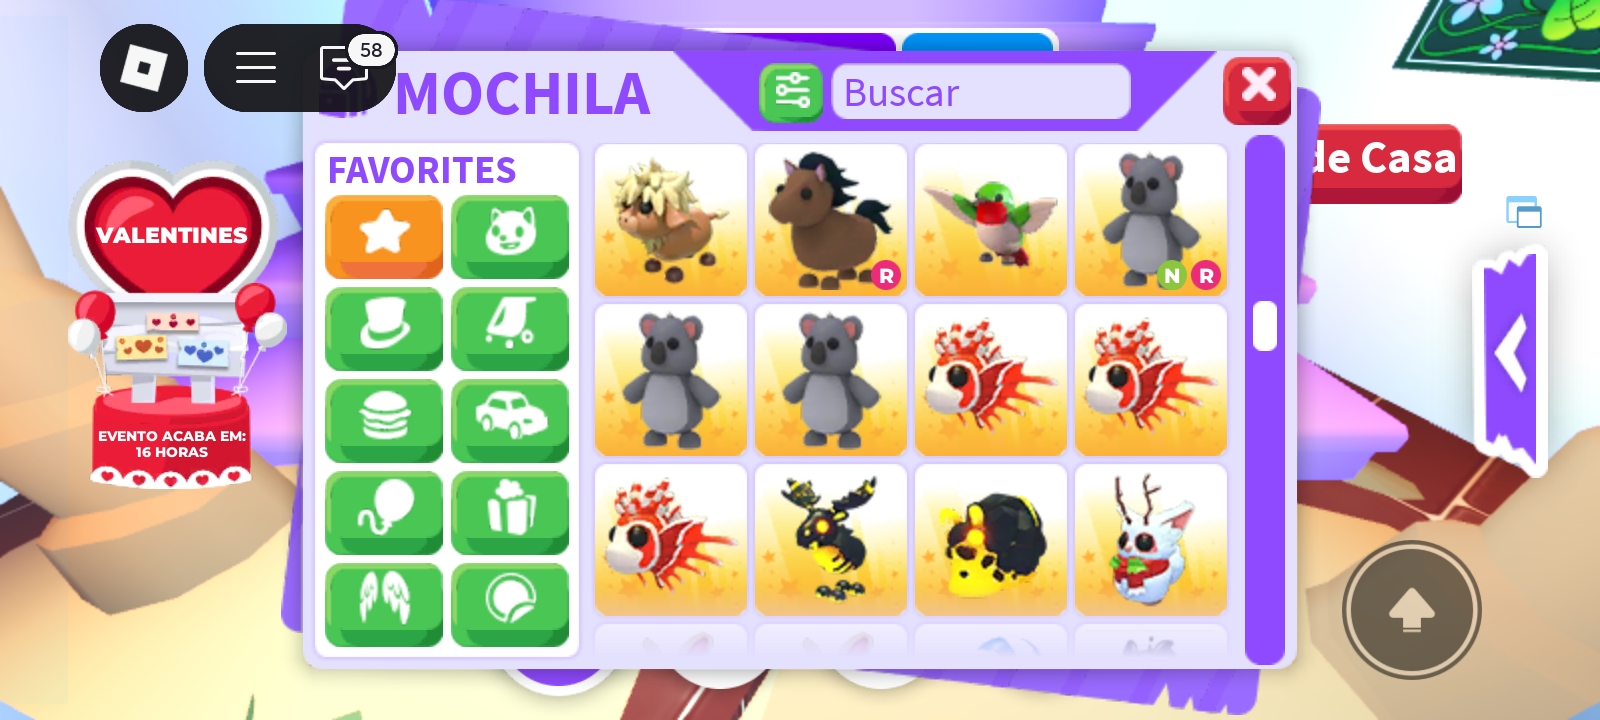 58
MOCHILA
Buscar
FAVORITES
R
N R
de Casa
VALENTINES
EVENTO ACABA EM:
16 HORAS